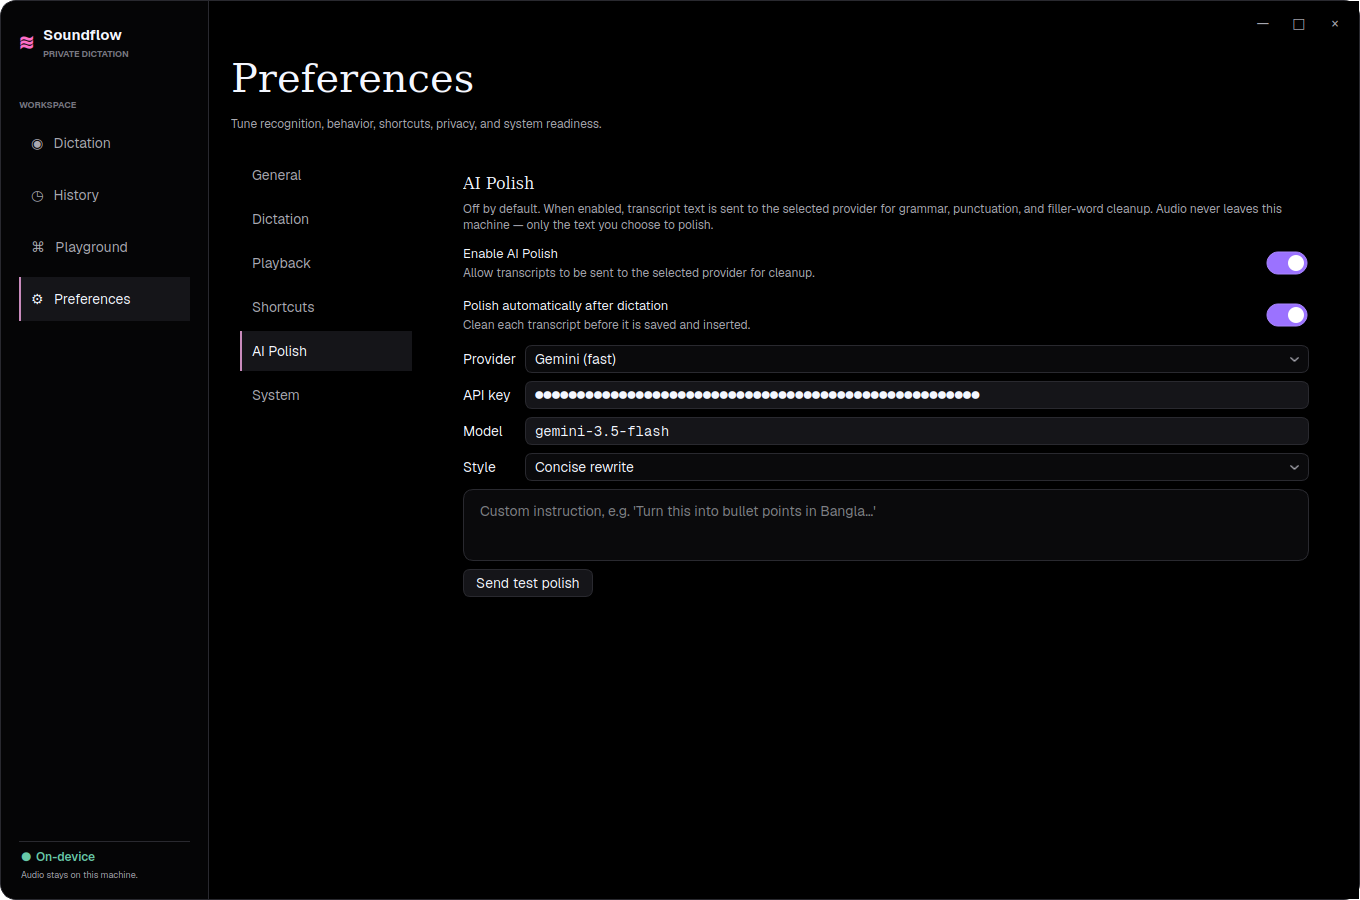 Soundflow
PRIVATE DICTATION
WORKSPACE
Dictation
History
Playground
Preferences
On-device
Audio stays on this machine.
Preferences
Tune recognition, behavior, shortcuts, privacy, and system readiness.
General
Dictation
Playback
Shortcuts
AI Polish
System
AI Polish
Off by default. When enabled, transcript text is sent to the selected provider for grammar, punctuation, and filler-word cleanup. Audio never leaves this
machine — only the text you choose to polish.
Enable AI Polish
Allow transcripts to be sent to the selected provider for cleanup.
Polish automatically after dictation
Clean each transcript before it is saved and inserted.
Provider Gemini (fast)
API key ●●●●●●●●●●●●●●●●●●●●●●●●●●●●●●●●●●●●●●●●●●●●●●●●●●●●●
Model gemini-3.5-flash
Style Concise rewrite
Custom instruction, e.g. 'Turn this into bullet points in Bangla…'
Send test polish